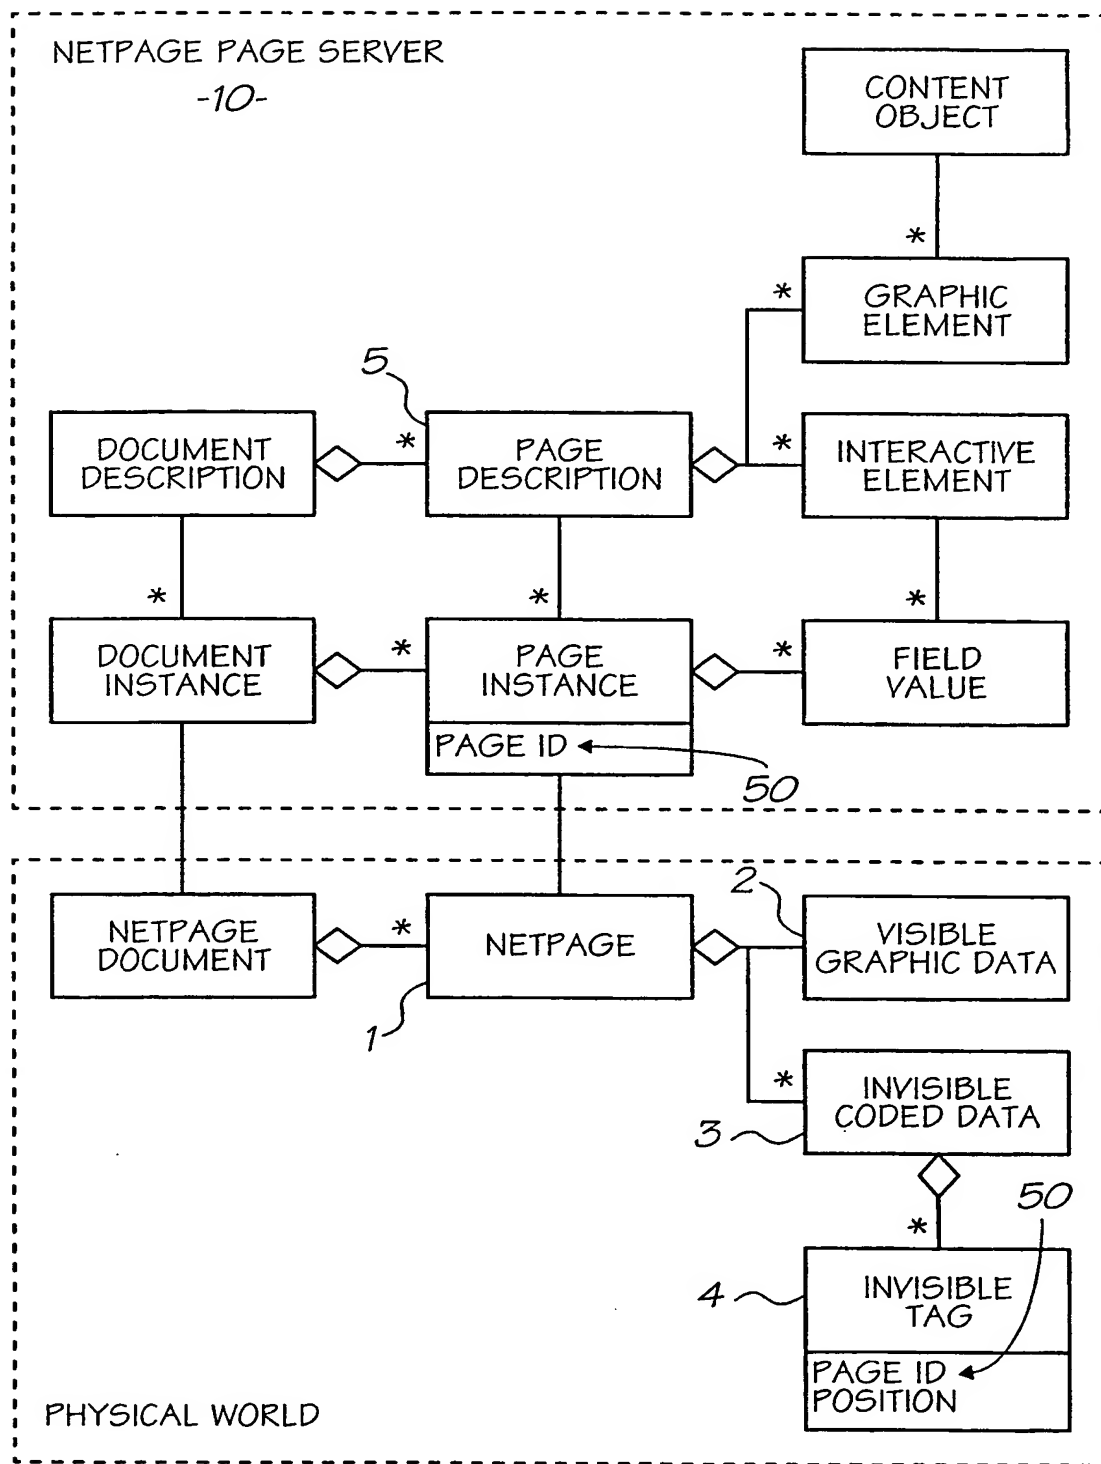 NETPAGE PAGE SERVER
-10-
CONTENT
OBJECT
*
*
GRAPHIC
ELEMENT
5
DOCUMENT
DESCRIPTION
*
PAGE
DESCRIPTION
*
INTERACTIVE
ELEMENT
*
*
*
DOCUMENT
INSTANCE
*
PAGE
INSTANCE
*
FIELD
VALUE
PAGE ID
50
NETPAGE
DOCUMENT
*
NETPAGE
2
VISIBLE
GRAPHIC DATA
1
*
INVISIBLE
CODED DATA
3
50
*
4
INVISIBLE
TAG
PAGE ID
POSITION
PHYSICAL WORLD